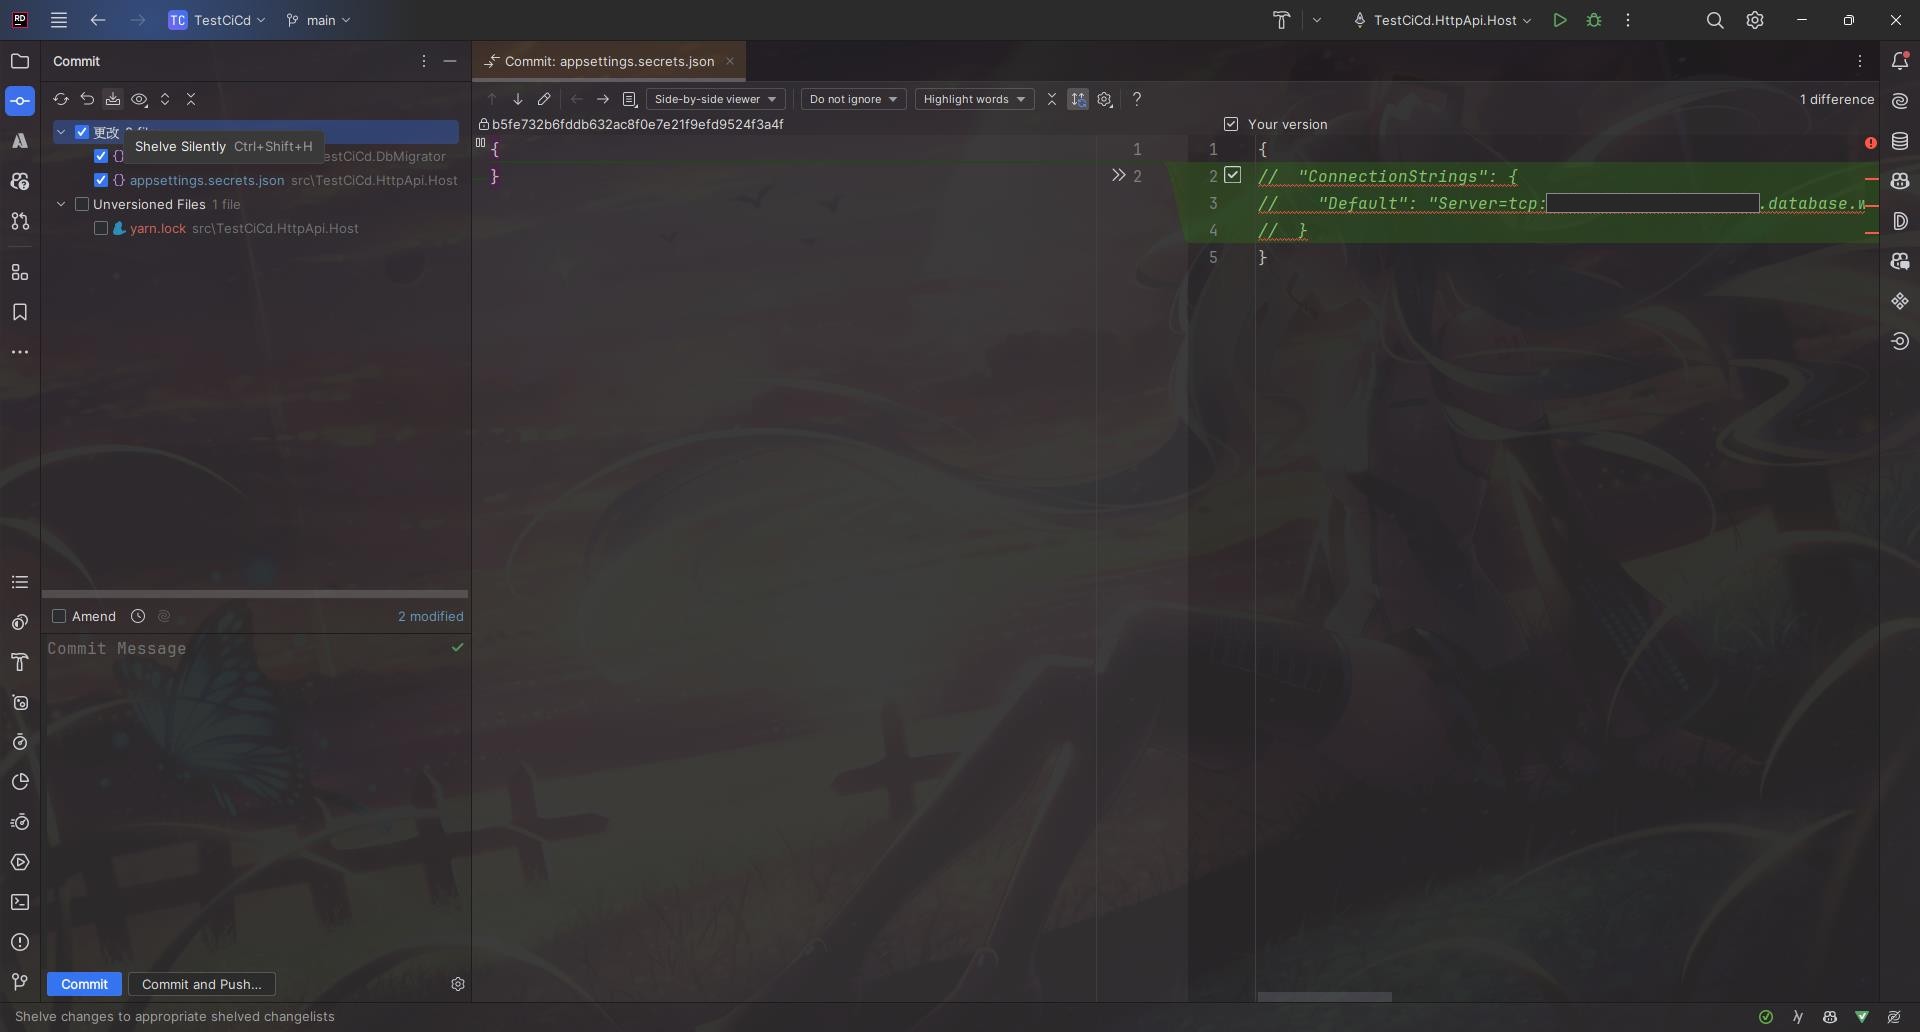 RD
TC TestCiCd
main
TestCiCd.HttpApi.Host
Commit
Commit: appsettings.secrets.json
Side-by-side viewer
Do not ignore
Highlight words
?
1 difference
b5fe732b6fddb632ac8f0e7e21f9efd9524f3a4f
Your version
更改
Shelve Silently Ctrl+Shift+H
estCiCd.DbMigrator
{} appsettings.secrets.json src\TestCiCd.HttpApi.Host
Unversioned Files 1 file
yarn.lock src\TestCiCd.HttpApi.Host
{ 1
} 2
1 {
2 // "ConnectionStrings": {
3 // "Default": "Server=tcp: .database.w
4 // }
5 }
Amend
2 modified
Commit Message
Commit
Commit and Push...
Shelve changes to appropriate shelved changelists